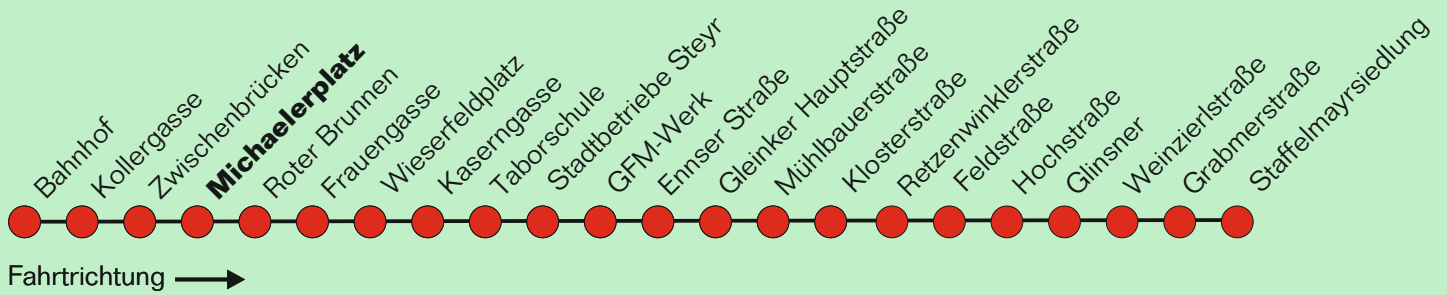 Bahnhof
Kollergasse
Zwischenbrücken
Michaelerplatz
Roter Brunnen
Frauengasse
Wieserfeldplatz
Kaserngasse
Taborschule
Stadtbetriebe Steyr
GFM-Werk
Ennser Straße
Gleinker Hauptstraße
Mühlbauerstraße
Klosterstraße
Retzenwinklerstraße
Feldstraße
Hochstraße
Glinsner
Weinzierlstraße
Grabmerstraße
Staffelmayrsiedlung
Fahrtrichtung